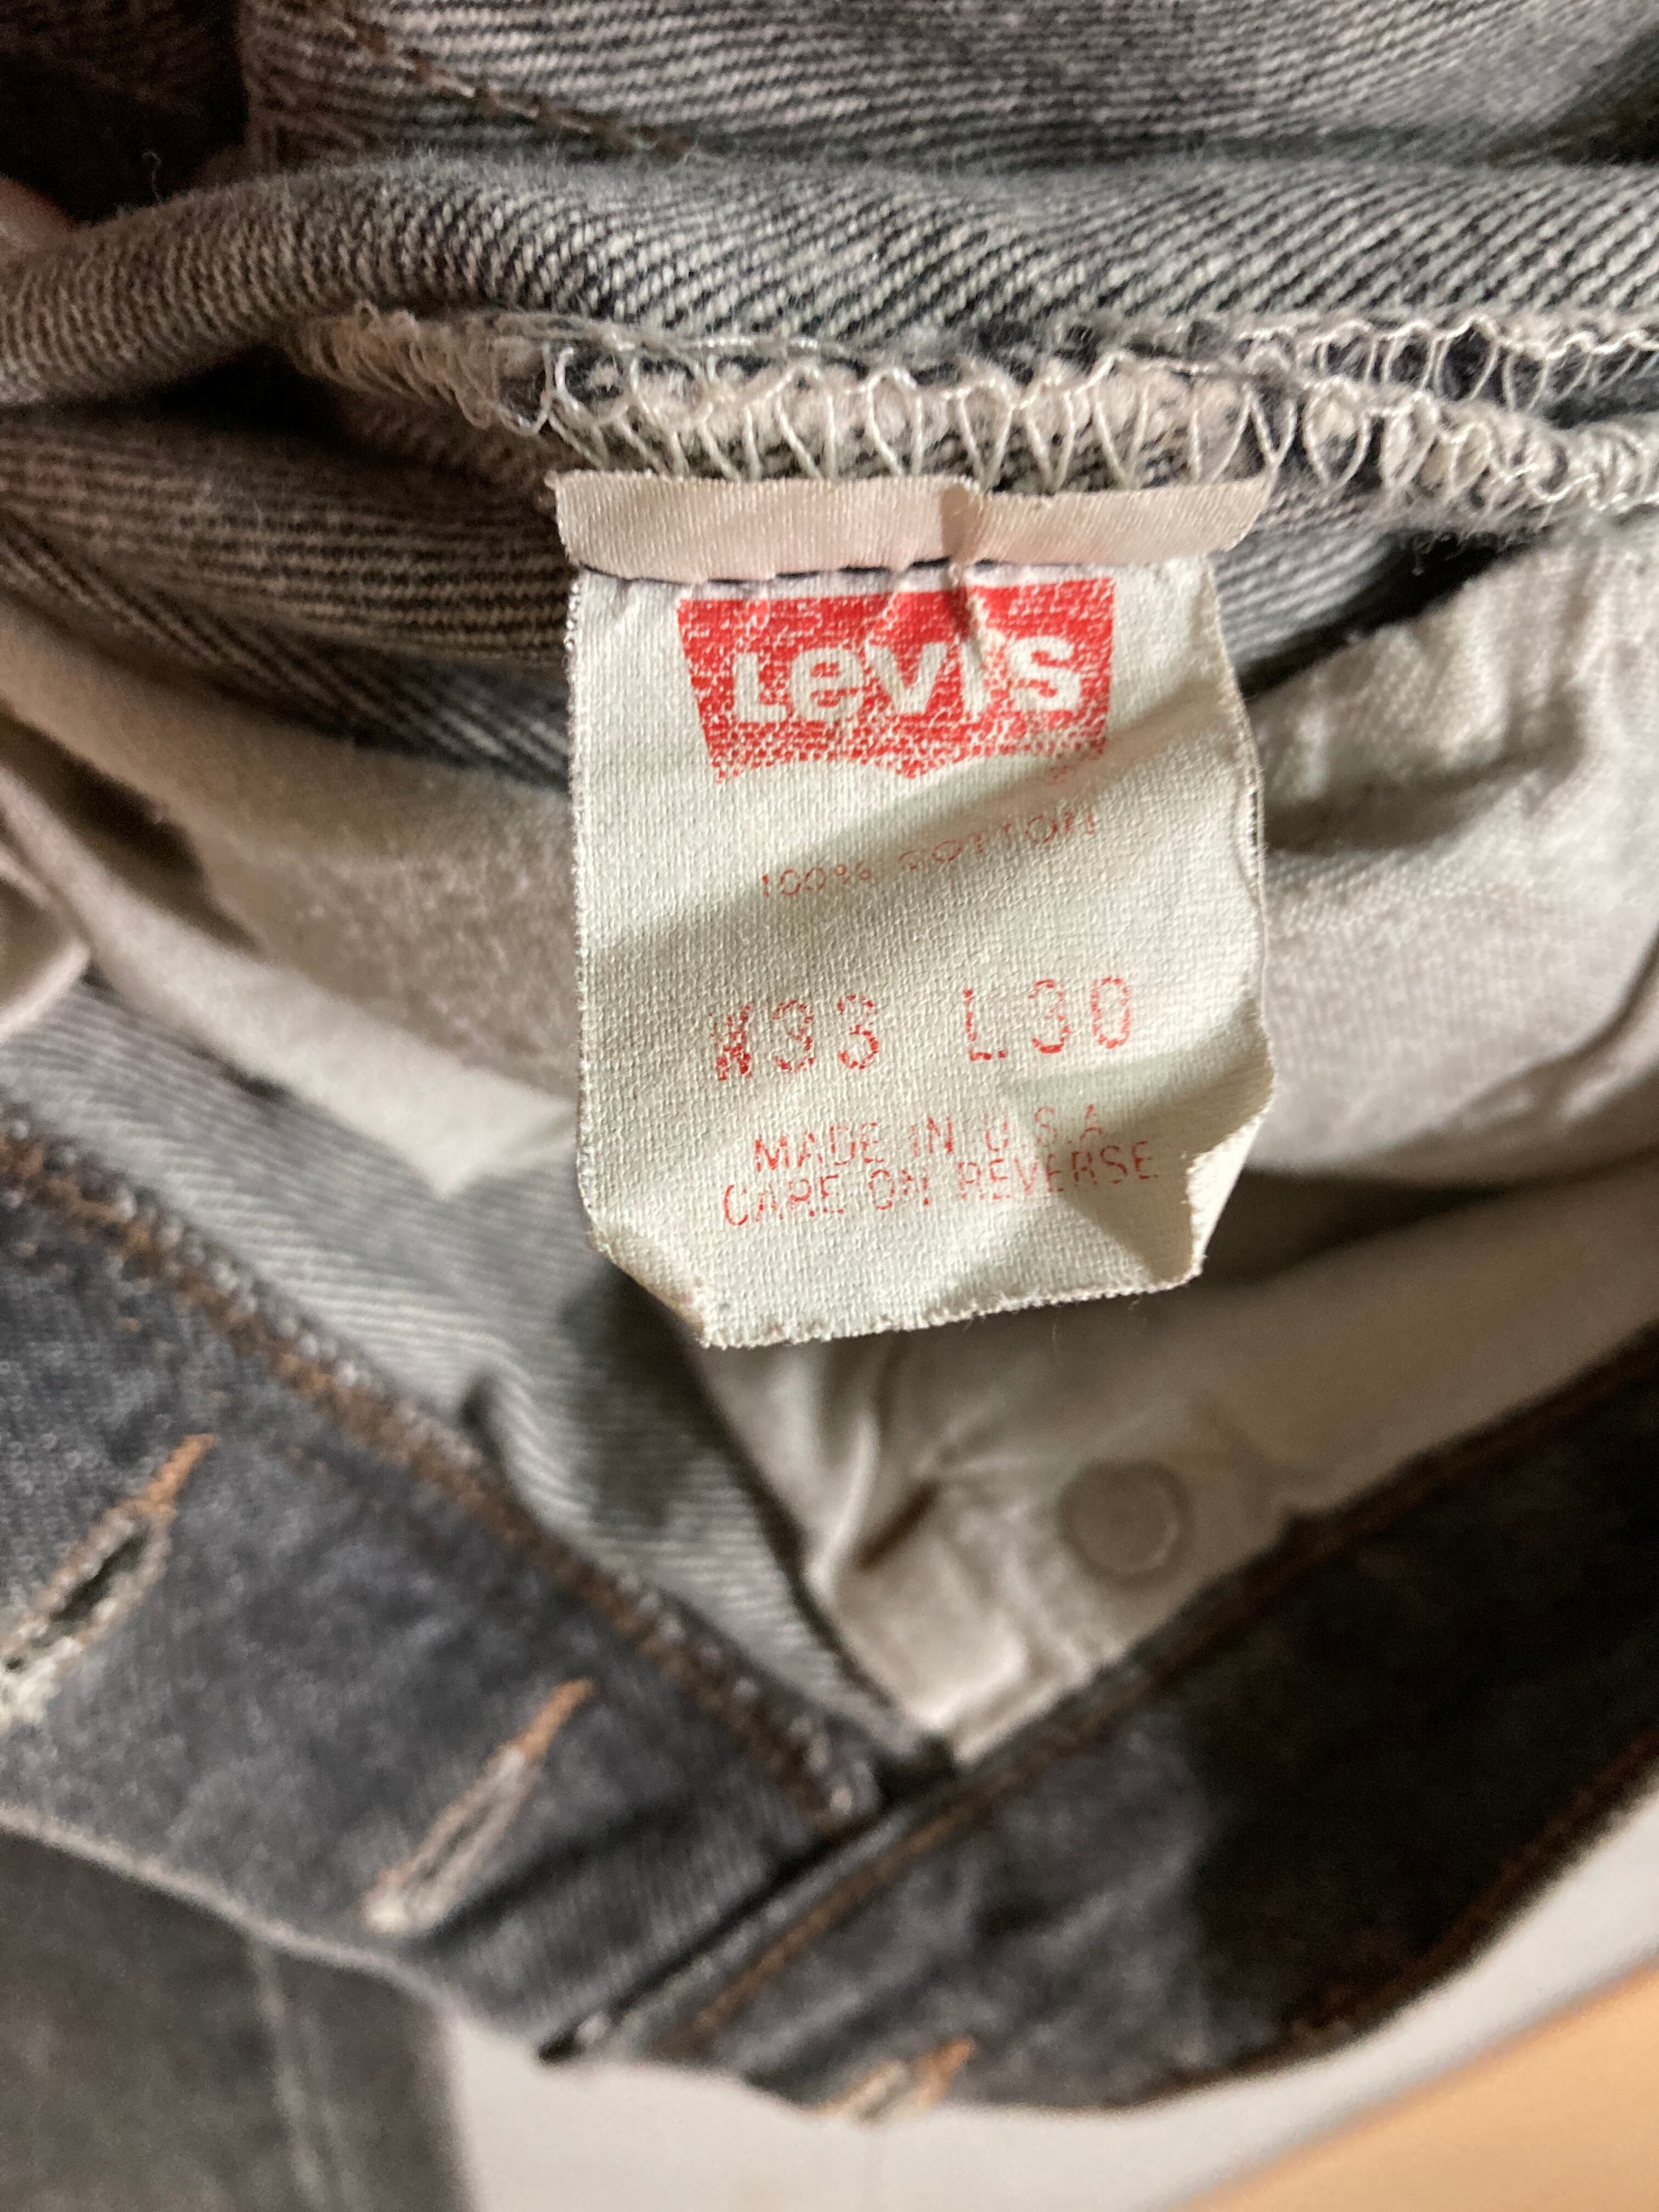 Levi's
®
100% COTTON
W33 L30
MADE IN U.S.A
CARE ON REVERSE